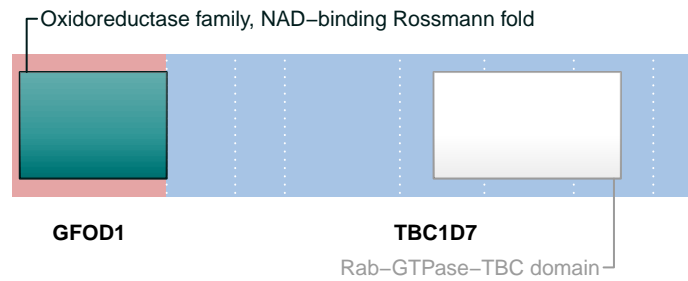 Oxidoreductase family, NAD−binding Rossmann fold
GFOD1
TBC1D7
Rab−GTPase−TBC domain